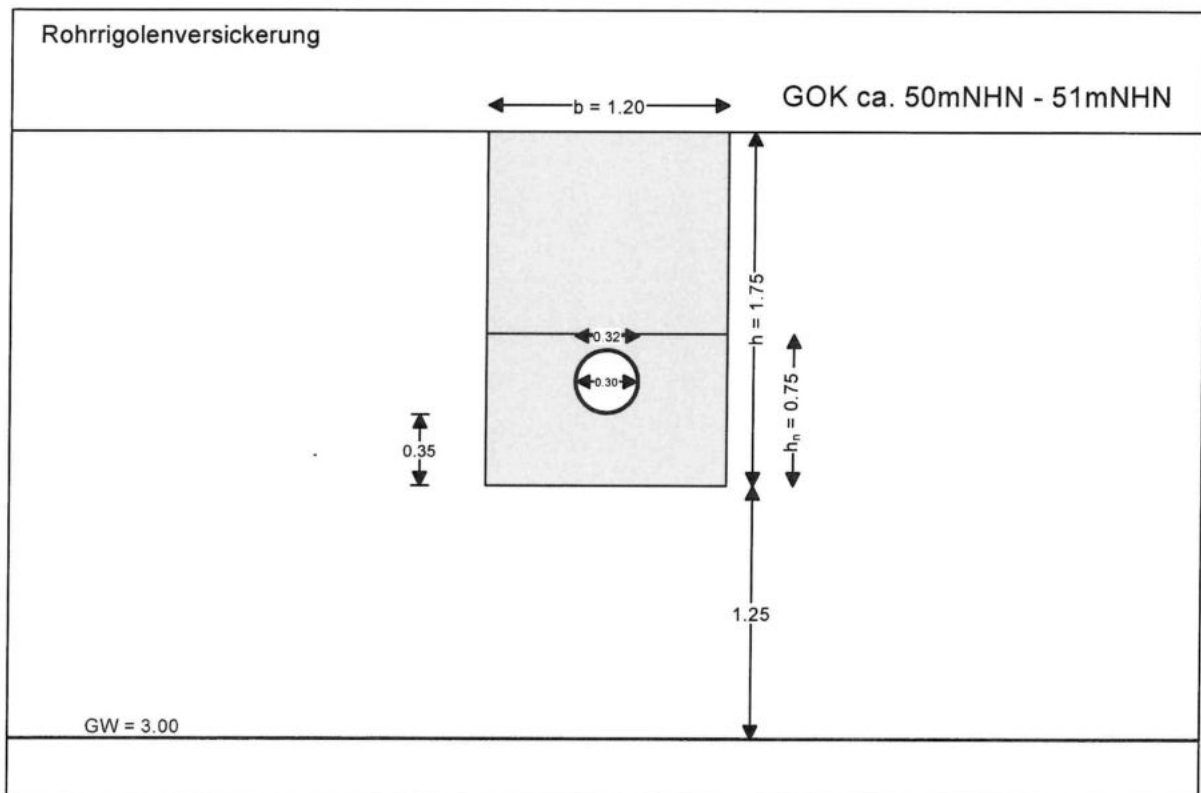 Rohrrigolenversickerung
GOK ca. 50mNHN - 51mNHN
b = 1.20
h = 1.75
0.32
0.30
hₙ = 0.75
0.35
1.25
GW = 3.00